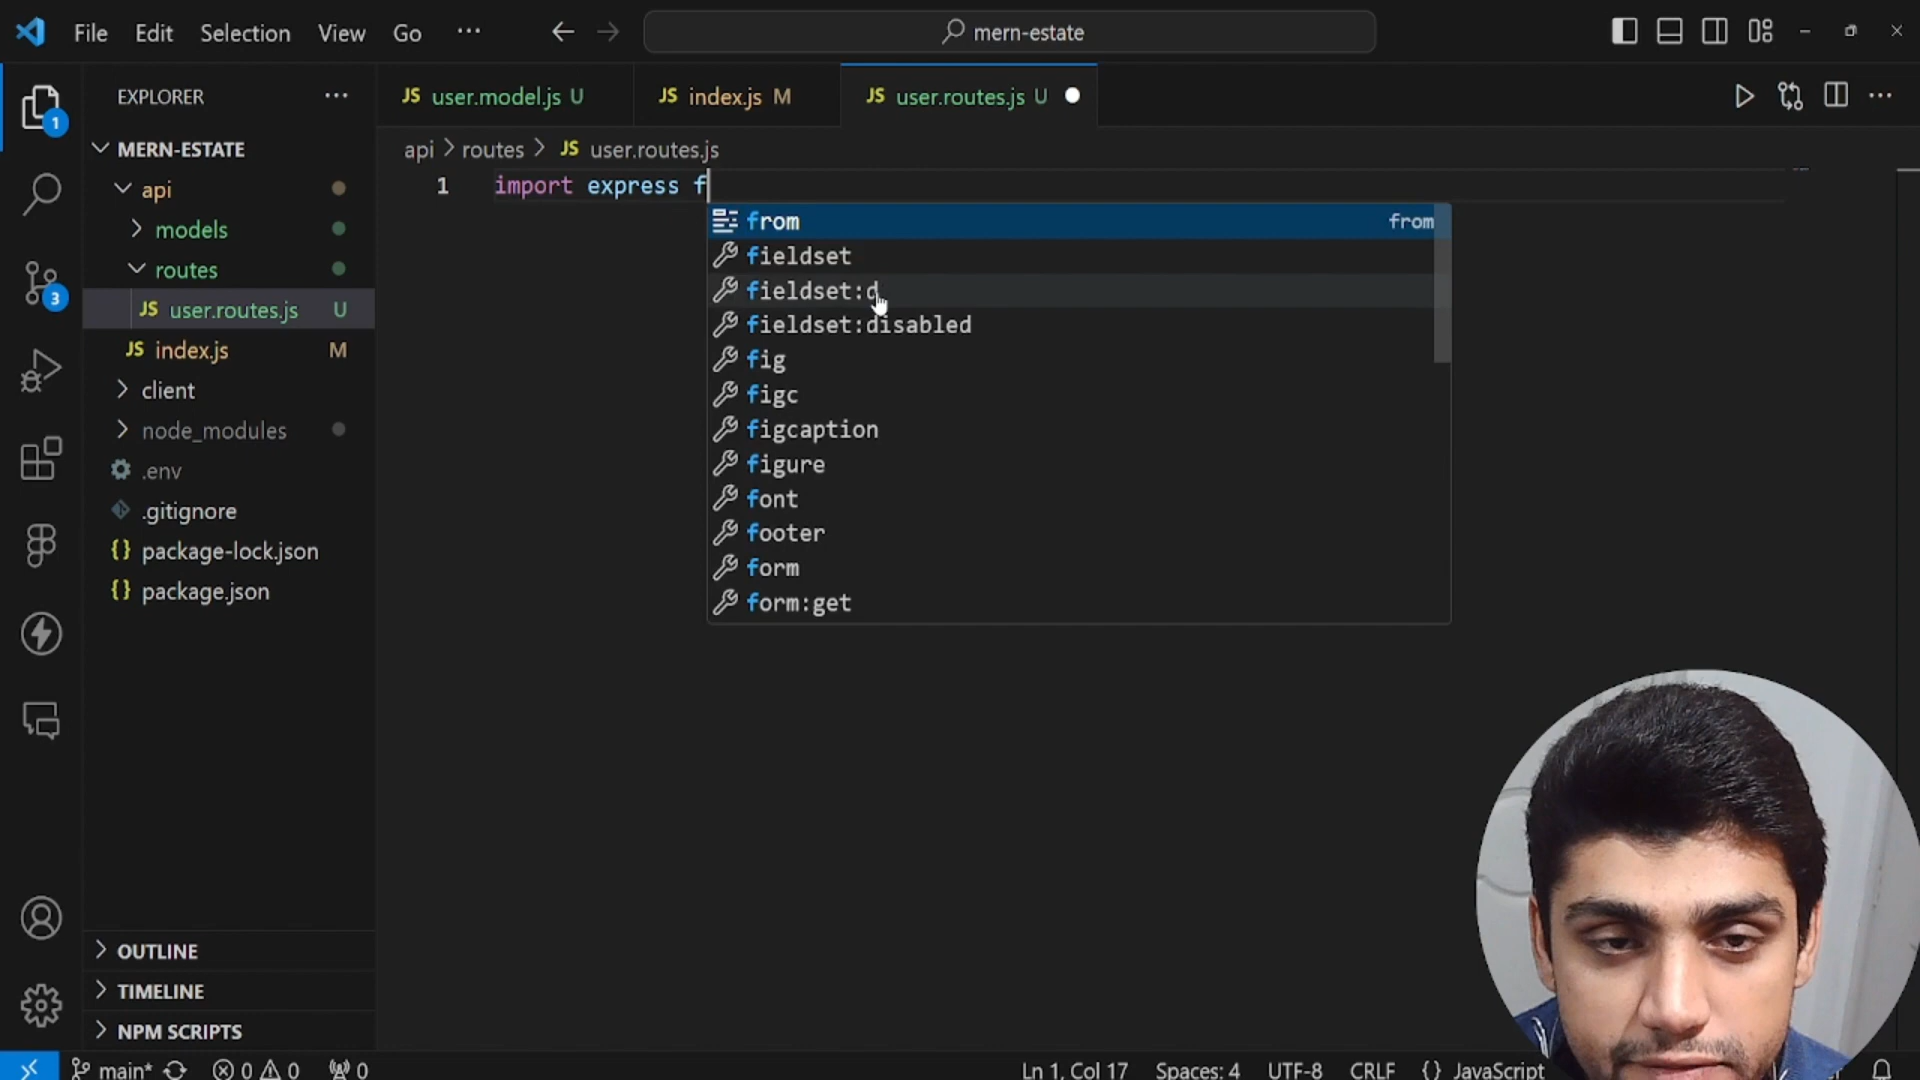 File Edit Selection View Go ··· mern-estate
EXPLORER ···
JS user.model.js U JS index.js M JS user.routes.js U
MERN-ESTATE
api > routes > JS user.routes.js
1 import express f
api
models
routes
JS user.routes.js U
JS index.js M
client
node_modules
.env
.gitignore
{} package-lock.json
{} package.json
from from
fieldset
fieldset:d
fieldset:disabled
fig
figc
figcaption
figure
font
footer
form
form:get
1
3
OUTLINE
TIMELINE
NPM SCRIPTS
main* 0 0 0 Ln 1, Col 17 Spaces: 4 UTF-8 CRLF {} JavaScript